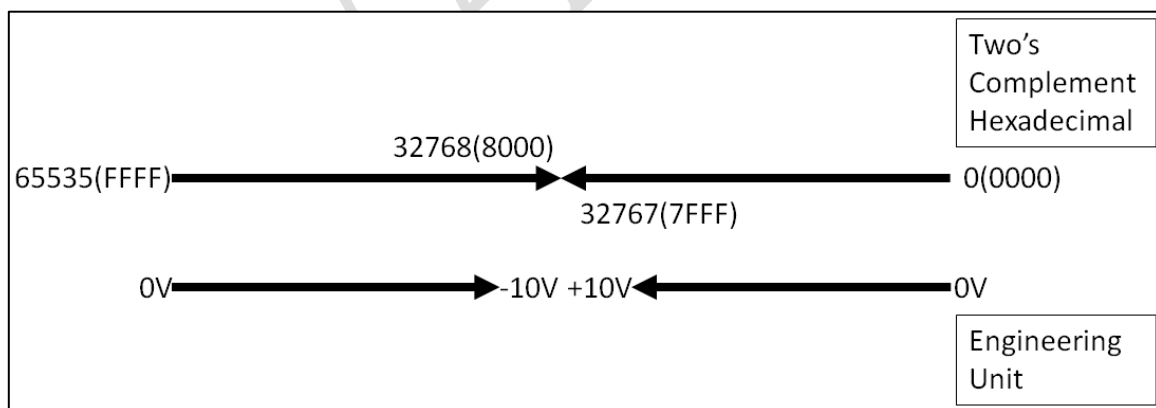 Two's
Complement
Hexadecimal
32768(8000)
65535(FFFF)
0(0000)
32767(7FFF)
0V
-10V +10V
0V
Engineering
Unit